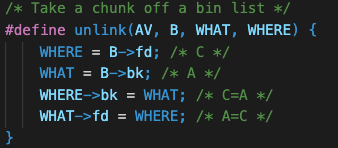 /* Take a chunk off a bin list */
#define unlink(AV, B, WHAT, WHERE) {
    WHERE = B->fd; /* C */
    WHAT = B->bk; /* A */
    WHERE->bk = WHAT; /* C=A */
    WHAT->fd = WHERE; /* A=C */
}